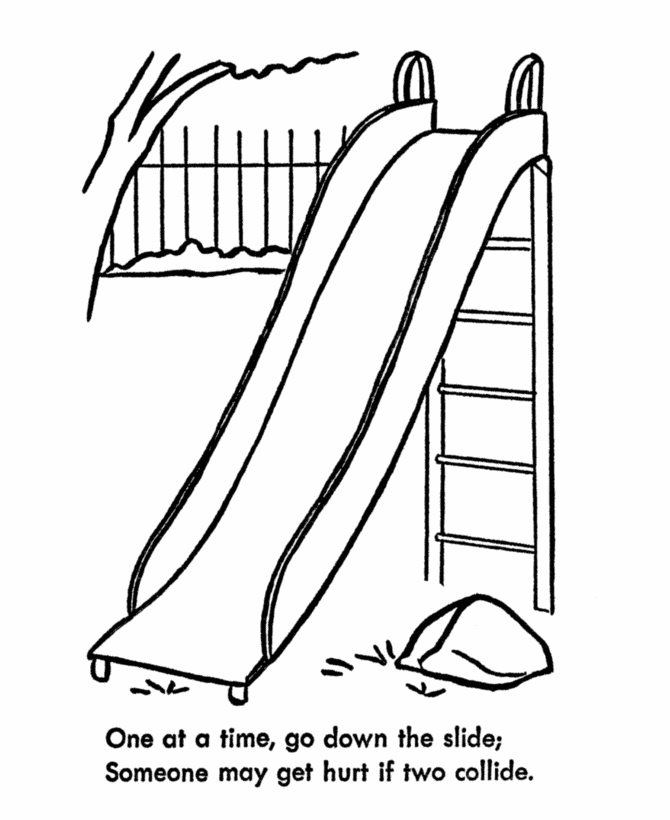 One at a time, go down the slide;
Someone may get hurt if two collide.